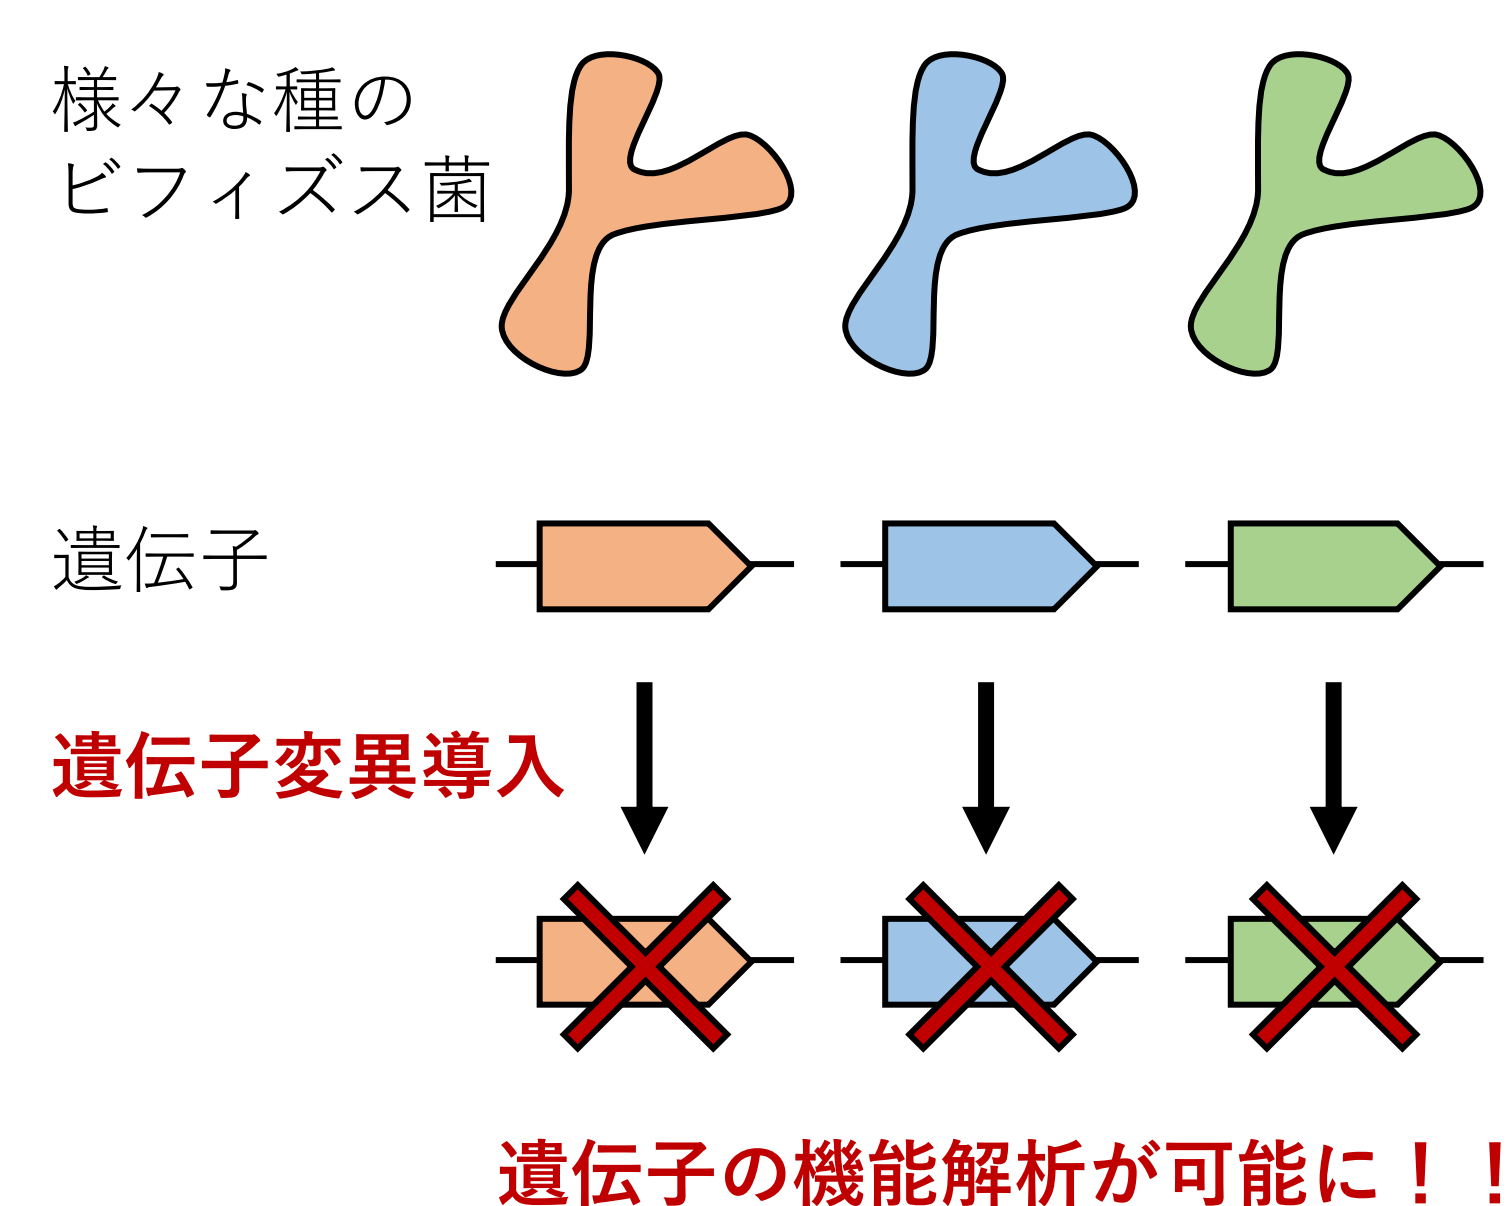 様々な種の
ビフィズス菌
遺伝子
遺伝子変異導入
遺伝子の機能解析が可能に！！